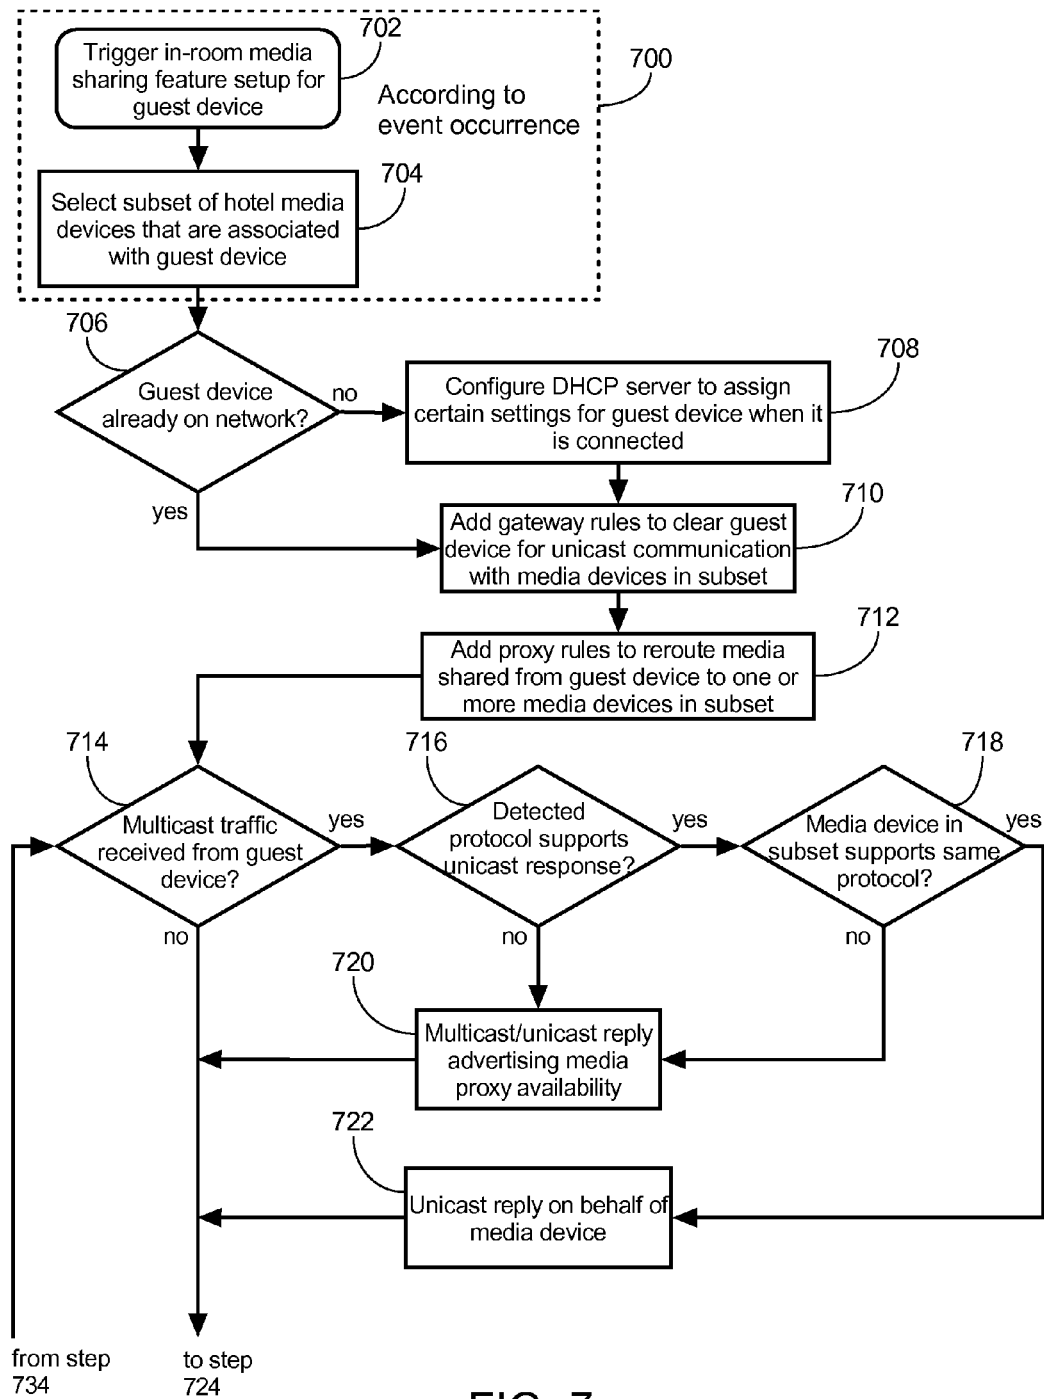 702
Trigger in-room media
sharing feature setup for
guest device
700
According to
event occurrence
704
Select subset of hotel media
devices that are associated
with guest device
706
Guest device
already on network?
no
yes
708
Configure DHCP server to assign
certain settings for guest device when it
is connected
710
Add gateway rules to clear guest
device for unicast communication
with media devices in subset
712
Add proxy rules to reroute media
shared from guest device to one or
more media devices in subset
714
Multicast traffic
received from guest
device?
yes
no
716
Detected
protocol supports
unicast response?
yes
no
718
Media device in
subset supports same
protocol?
yes
no
720
Multicast/unicast reply
advertising media
proxy availability
722
Unicast reply on behalf of
media device
from step
734
to step
724